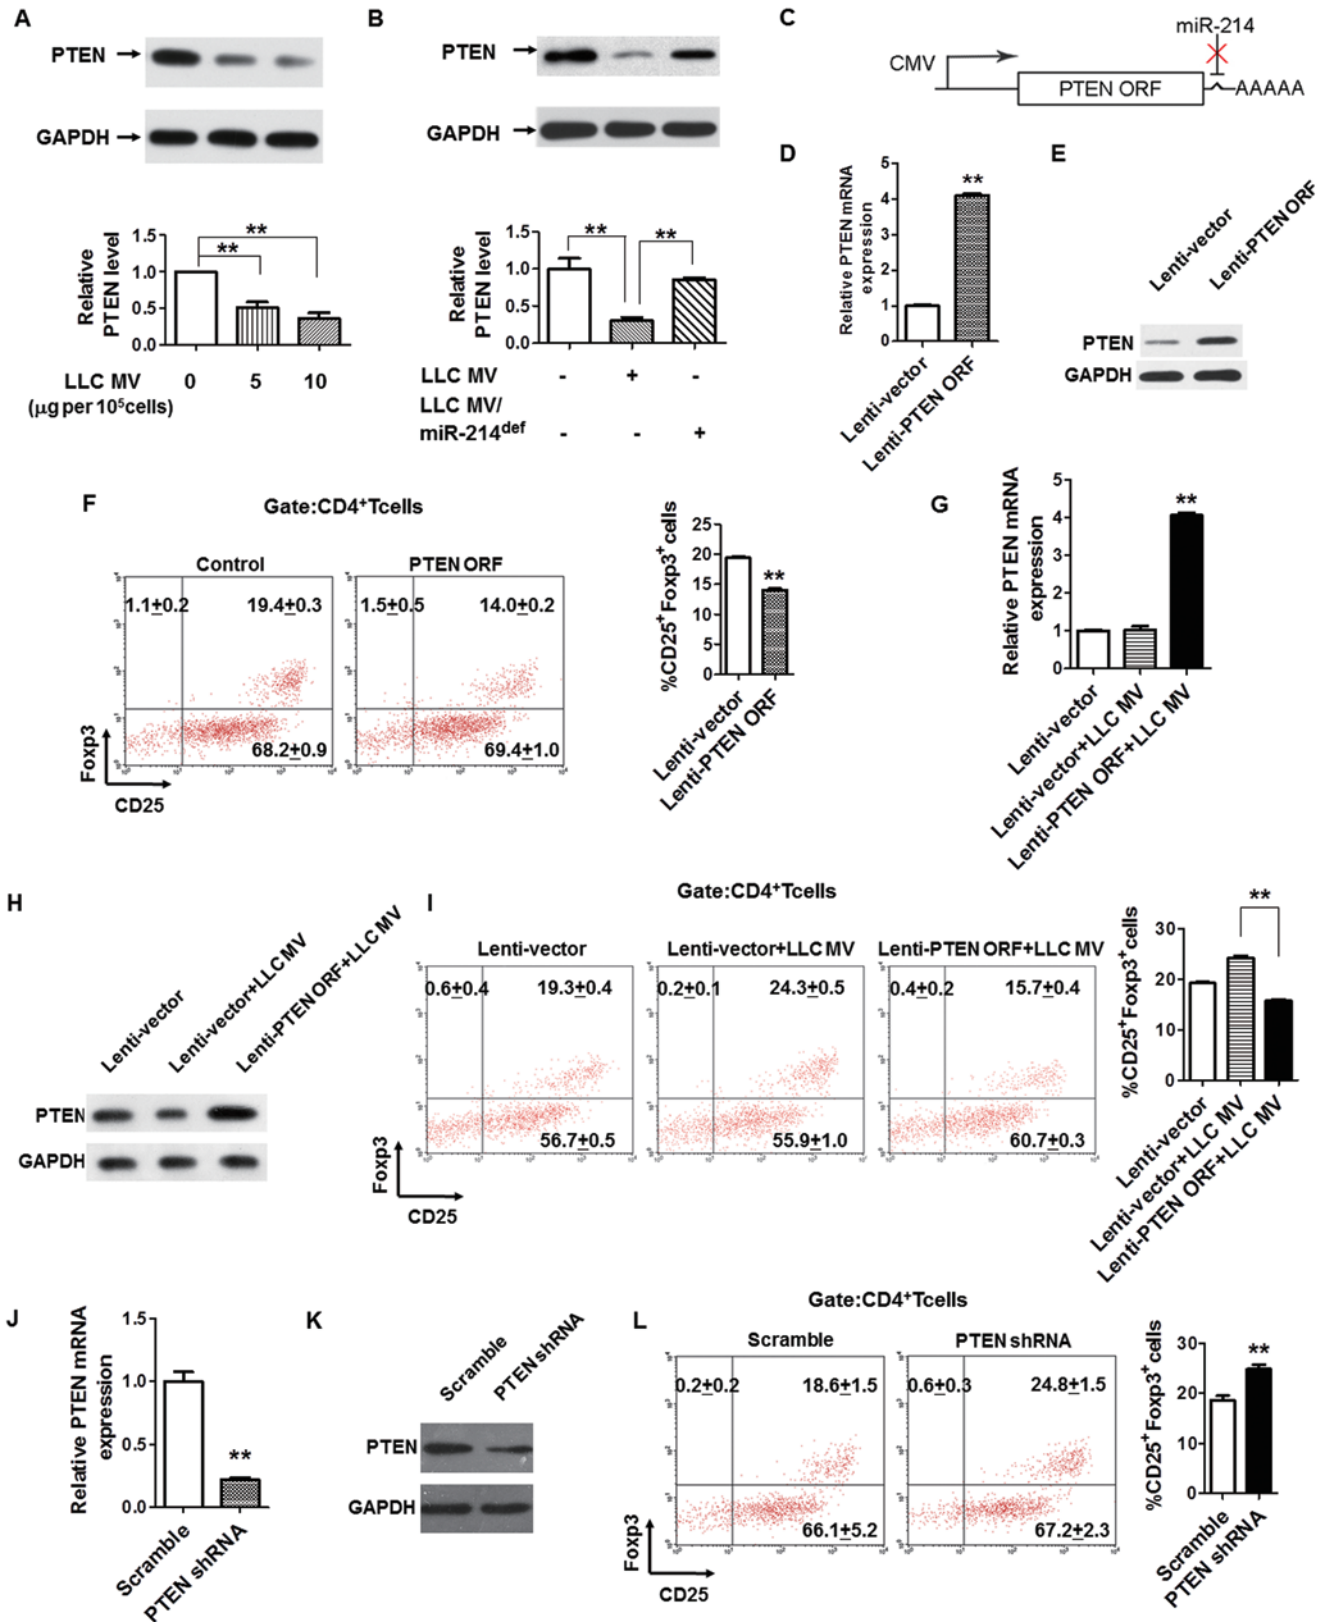 A
PTEN
GAPDH
Relative
PTEN level
1.5
1.0
0.5
0.0
**
**
LLC MV 0 5 10
(μg per 10⁵cells)
B
PTEN
GAPDH
Relative
PTEN level
1.5
1.0
0.5
0.0
** **
LLC MV - + -
LLC MV/
miR-214ᵈᵉᶠ - - +
C
miR-214
CMV
PTEN ORF
AAAAA
D
Relative PTEN mRNA
expression
5
4
3
2
1
0
**
Lenti-vector
Lenti-PTEN ORF
E
Lenti-vector
Lenti-PTEN ORF
PTEN
GAPDH
F
Gate:CD4⁺Tcells
Control
1.1±0.2 19.4±0.3
68.2±0.9
PTEN ORF
1.5±0.5 14.0±0.2
69.4±1.0
Foxp3
CD25
%CD25⁺Foxp3⁺cells
25
20
15
10
5
0
**
Lenti-vector
Lenti-PTEN ORF
G
Relative PTEN mRNA
expression
5
4
3
2
1
0
**
Lenti-vector
Lenti-vector+LLC MV
Lenti-PTEN ORF+LLC MV
H
Lenti-vector
Lenti-vector+LLC MV
Lenti-PTEN ORF+LLC MV
PTEN
GAPDH
I
Gate:CD4⁺Tcells
Lenti-vector
0.6±0.4 19.3±0.4
56.7±0.5
Lenti-vector+LLC MV
0.2±0.1 24.3±0.5
55.9±1.0
Lenti-PTEN ORF+LLC MV
0.4±0.2 15.7±0.4
60.7±0.3
Foxp3
CD25
%CD25⁺Foxp3⁺cells
30
20
10
0
**
Lenti-vector
Lenti-vector+LLC MV
Lenti-PTEN ORF+LLC MV
J
Relative PTEN mRNA
expression
1.5
1.0
0.5
0.0
**
Scramble
PTEN shRNA
K
Scramble
PTEN shRNA
PTEN
GAPDH
L
Gate:CD4⁺Tcells
Scramble
0.2±0.2 18.6±1.5
66.1±5.2
PTEN shRNA
0.6±0.3 24.8±1.5
67.2±2.3
Foxp3
CD25
%CD25⁺Foxp3⁺cells
30
20
10
0
**
Scramble
PTEN shRNA